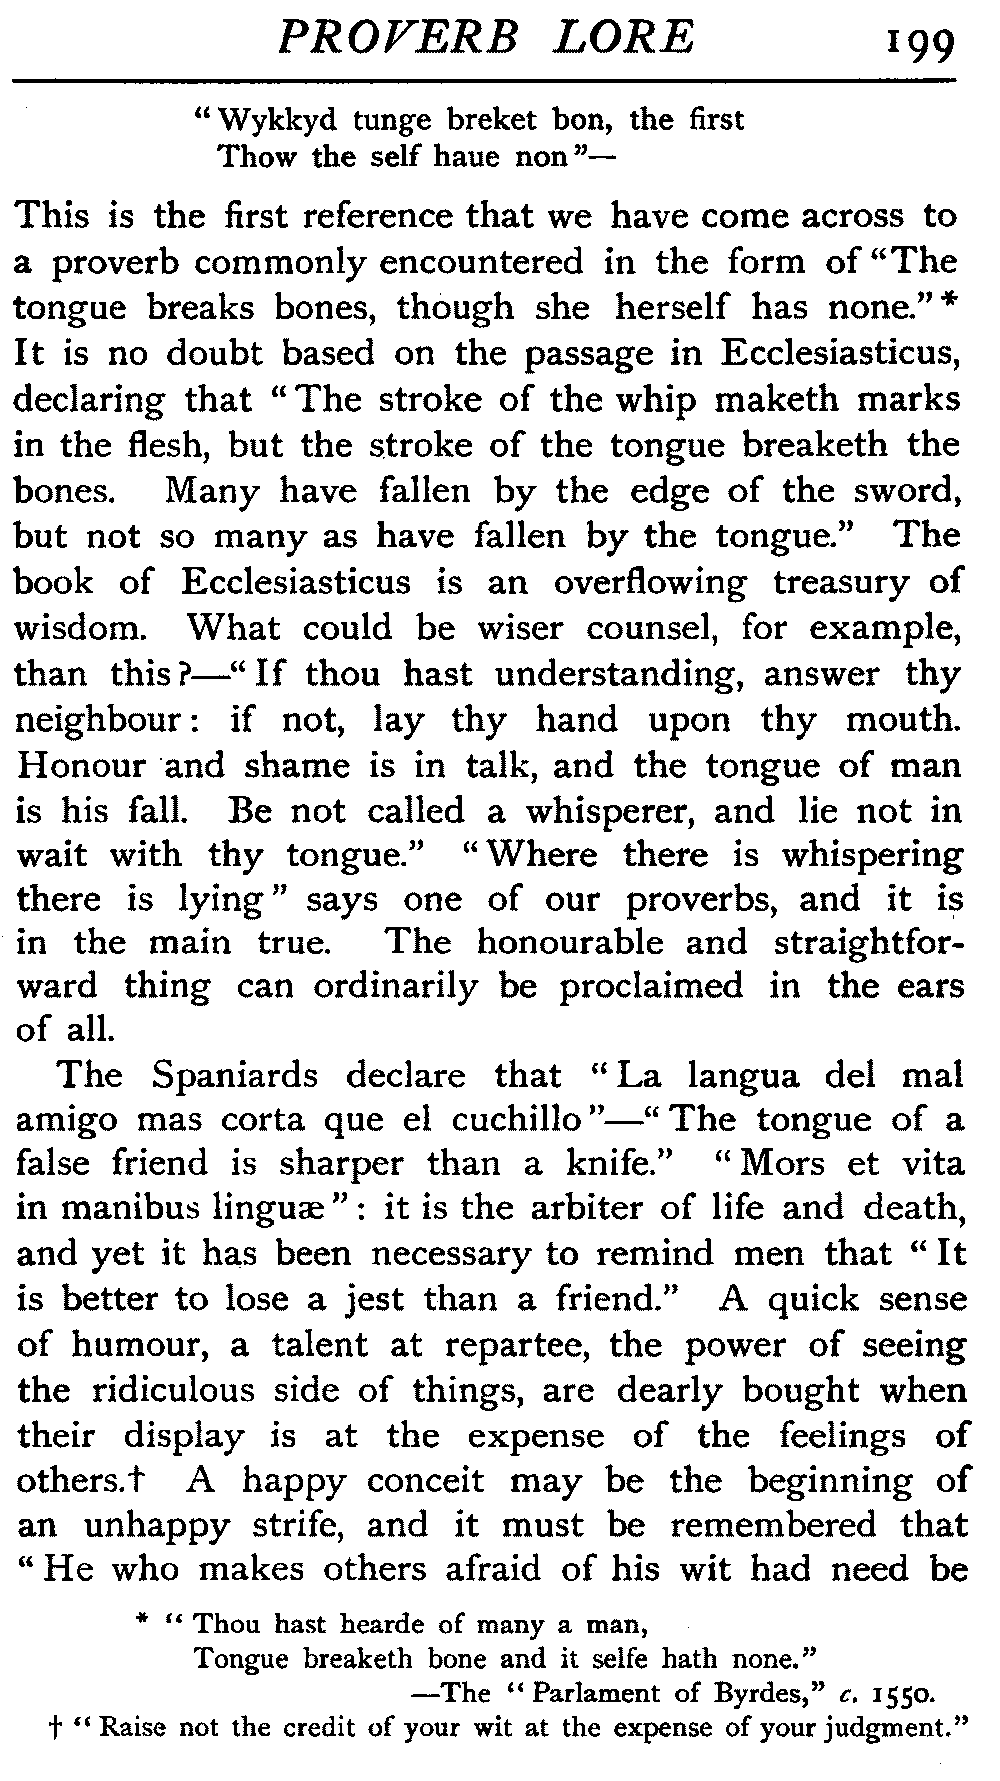 PROVERB LORE 199
“Wykkyd tunge breket bon, the first
Thow the self haue non”—
This is the first reference that we have come across to
a proverb commonly encountered in the form of “The
tongue breaks bones, though she herself has none.”*
It is no doubt based on the passage in Ecclesiasticus,
declaring that “The stroke of the whip maketh marks
in the flesh, but the stroke of the tongue breaketh the
bones. Many have fallen by the edge of the sword,
but not so many as have fallen by the tongue.” The
book of Ecclesiasticus is an overflowing treasury of
wisdom. What could be wiser counsel, for example,
than this?—“If thou hast understanding, answer thy
neighbour: if not, lay thy hand upon thy mouth.
Honour and shame is in talk, and the tongue of man
is his fall. Be not called a whisperer, and lie not in
wait with thy tongue.” “Where there is whispering
there is lying” says one of our proverbs, and it is
in the main true. The honourable and straightfor-
ward thing can ordinarily be proclaimed in the ears
of all.
The Spaniards declare that “La langua del mal
amigo mas corta que el cuchillo”—“The tongue of a
false friend is sharper than a knife.” “Mors et vita
in manibus linguæ”: it is the arbiter of life and death,
and yet it has been necessary to remind men that “It
is better to lose a jest than a friend.” A quick sense
of humour, a talent at repartee, the power of seeing
the ridiculous side of things, are dearly bought when
their display is at the expense of the feelings of
others.† A happy conceit may be the beginning of
an unhappy strife, and it must be remembered that
“He who makes others afraid of his wit had need be
* “Thou hast hearde of many a man,
Tongue breaketh bone and it selfe hath none.”
—The “Parlament of Byrdes,” c. 1550.
† “Raise not the credit of your wit at the expense of your judgment.”